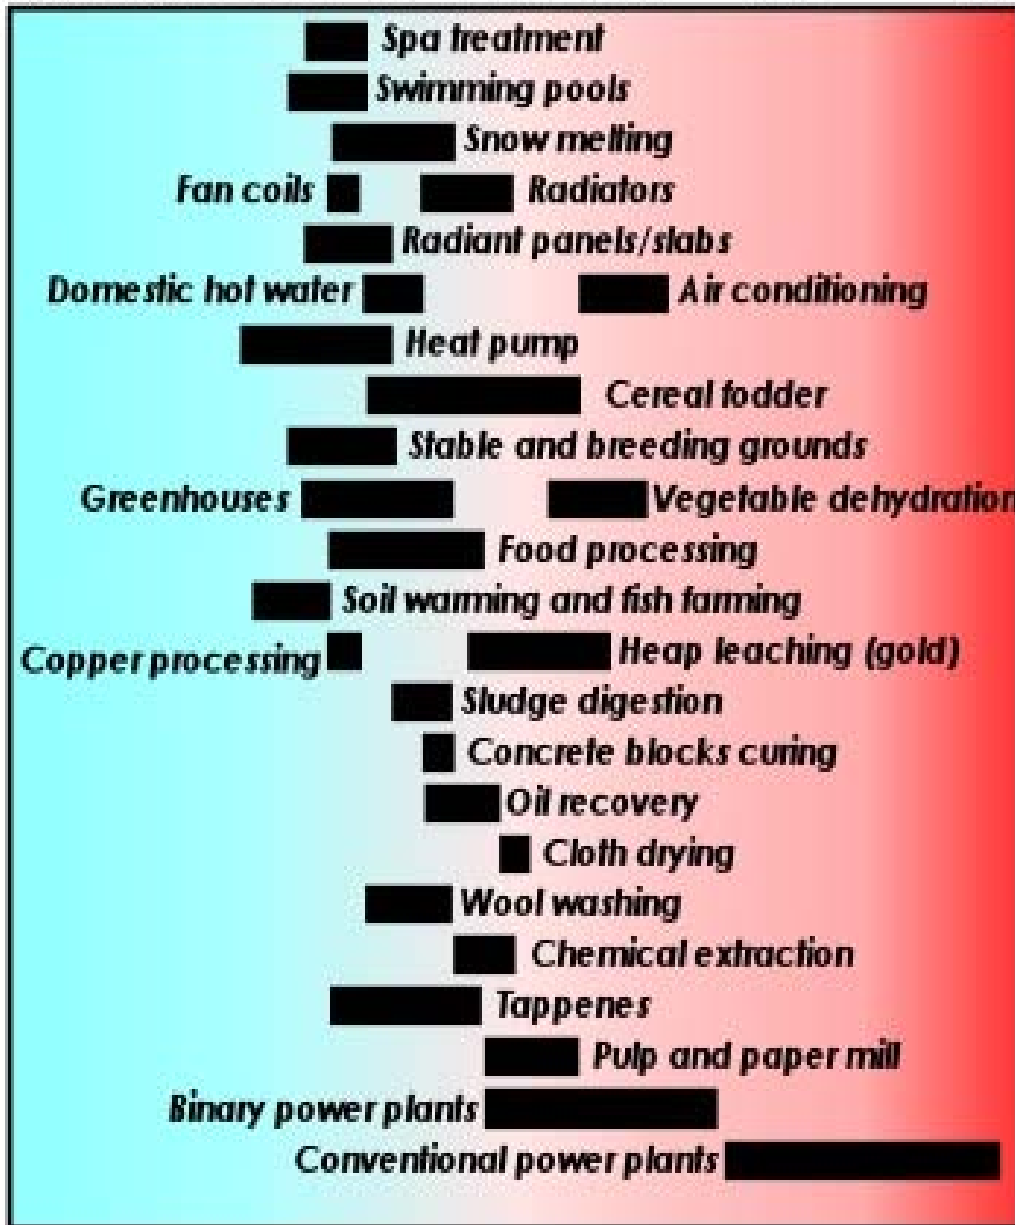 Spa treatment
Swimming pools
Snow melting
Fan coils
Radiators
Radiant panels/slabs
Domestic hot water
Air conditioning
Heat pump
Cereal fodder
Stable and breeding grounds
Greenhouses
Vegetable dehydration
Food processing
Soil warming and fish farming
Copper processing
Heap leaching (gold)
Sludge digestion
Concrete blocks curing
Oil recovery
Cloth drying
Wool washing
Chemical extraction
Tappenes
Pulp and paper mill
Binary power plants
Conventional power plants